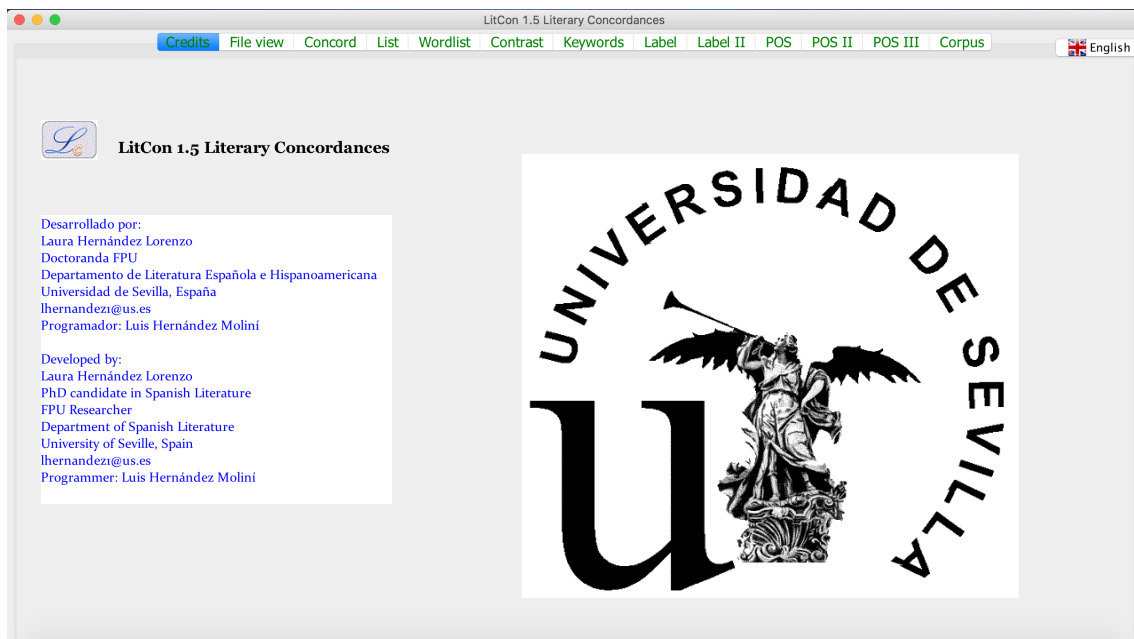 LitCon 1.5 Literary Concordances
Credits File view Concord List Wordlist Contrast Keywords Label Label II POS POS II POS III Corpus
English
LitCon 1.5 Literary Concordances
Desarrollado por:
Laura Hernández Lorenzo
Doctoranda FPU
Departamento de Literatura Española e Hispanoamericana
Universidad de Sevilla, España
lhernandez1@us.es
Programador: Luis Hernández Moliní
Developed by:
Laura Hernández Lorenzo
PhD candidate in Spanish Literature
FPU Researcher
Department of Spanish Literature
University of Seville, Spain
lhernandez1@us.es
Programmer: Luis Hernández Moliní
UNIVERSIDAD DE SEVILLA
u
Lc